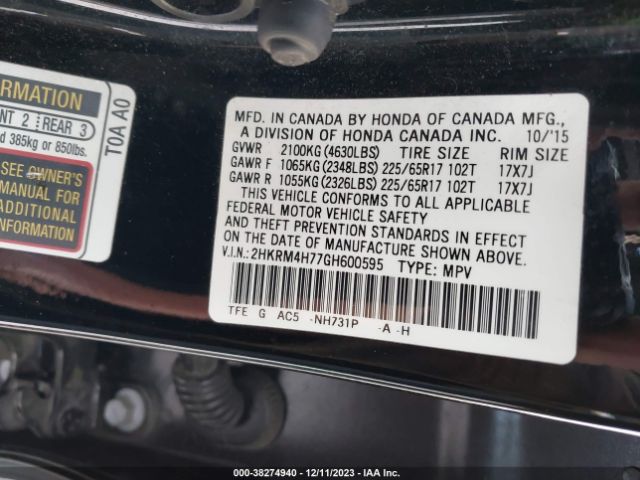 RMATION
NT 2 REAR 3
d 385kg or 850lbs.
SEE OWNER'S
MANUAL FOR
ADDITIONAL
INFORMATION
T0A A0
MFD. IN CANADA BY HONDA OF CANADA MFG.,
A DIVISION OF HONDA CANADA INC. 10/'15
GVWR 2100KG (4630LBS) TIRE SIZE RIM SIZE
GAWR F 1065KG (2348LBS) 225/65R17 102T 17X7J
GAWR R 1055KG (2326LBS) 225/65R17 102T 17X7J
THIS VEHICLE CONFORMS TO ALL APPLICABLE
FEDERAL MOTOR VEHICLE SAFETY
AND THEFT PREVENTION STANDARDS IN EFFECT
ON THE DATE OF MANUFACTURE SHOWN ABOVE.
V.I.N.: 2HKRM4H77GH600595 TYPE: MPV
TFE G AC5 -NH731P -A -H
000-38274940 - 12/11/2023 - IAA Inc.